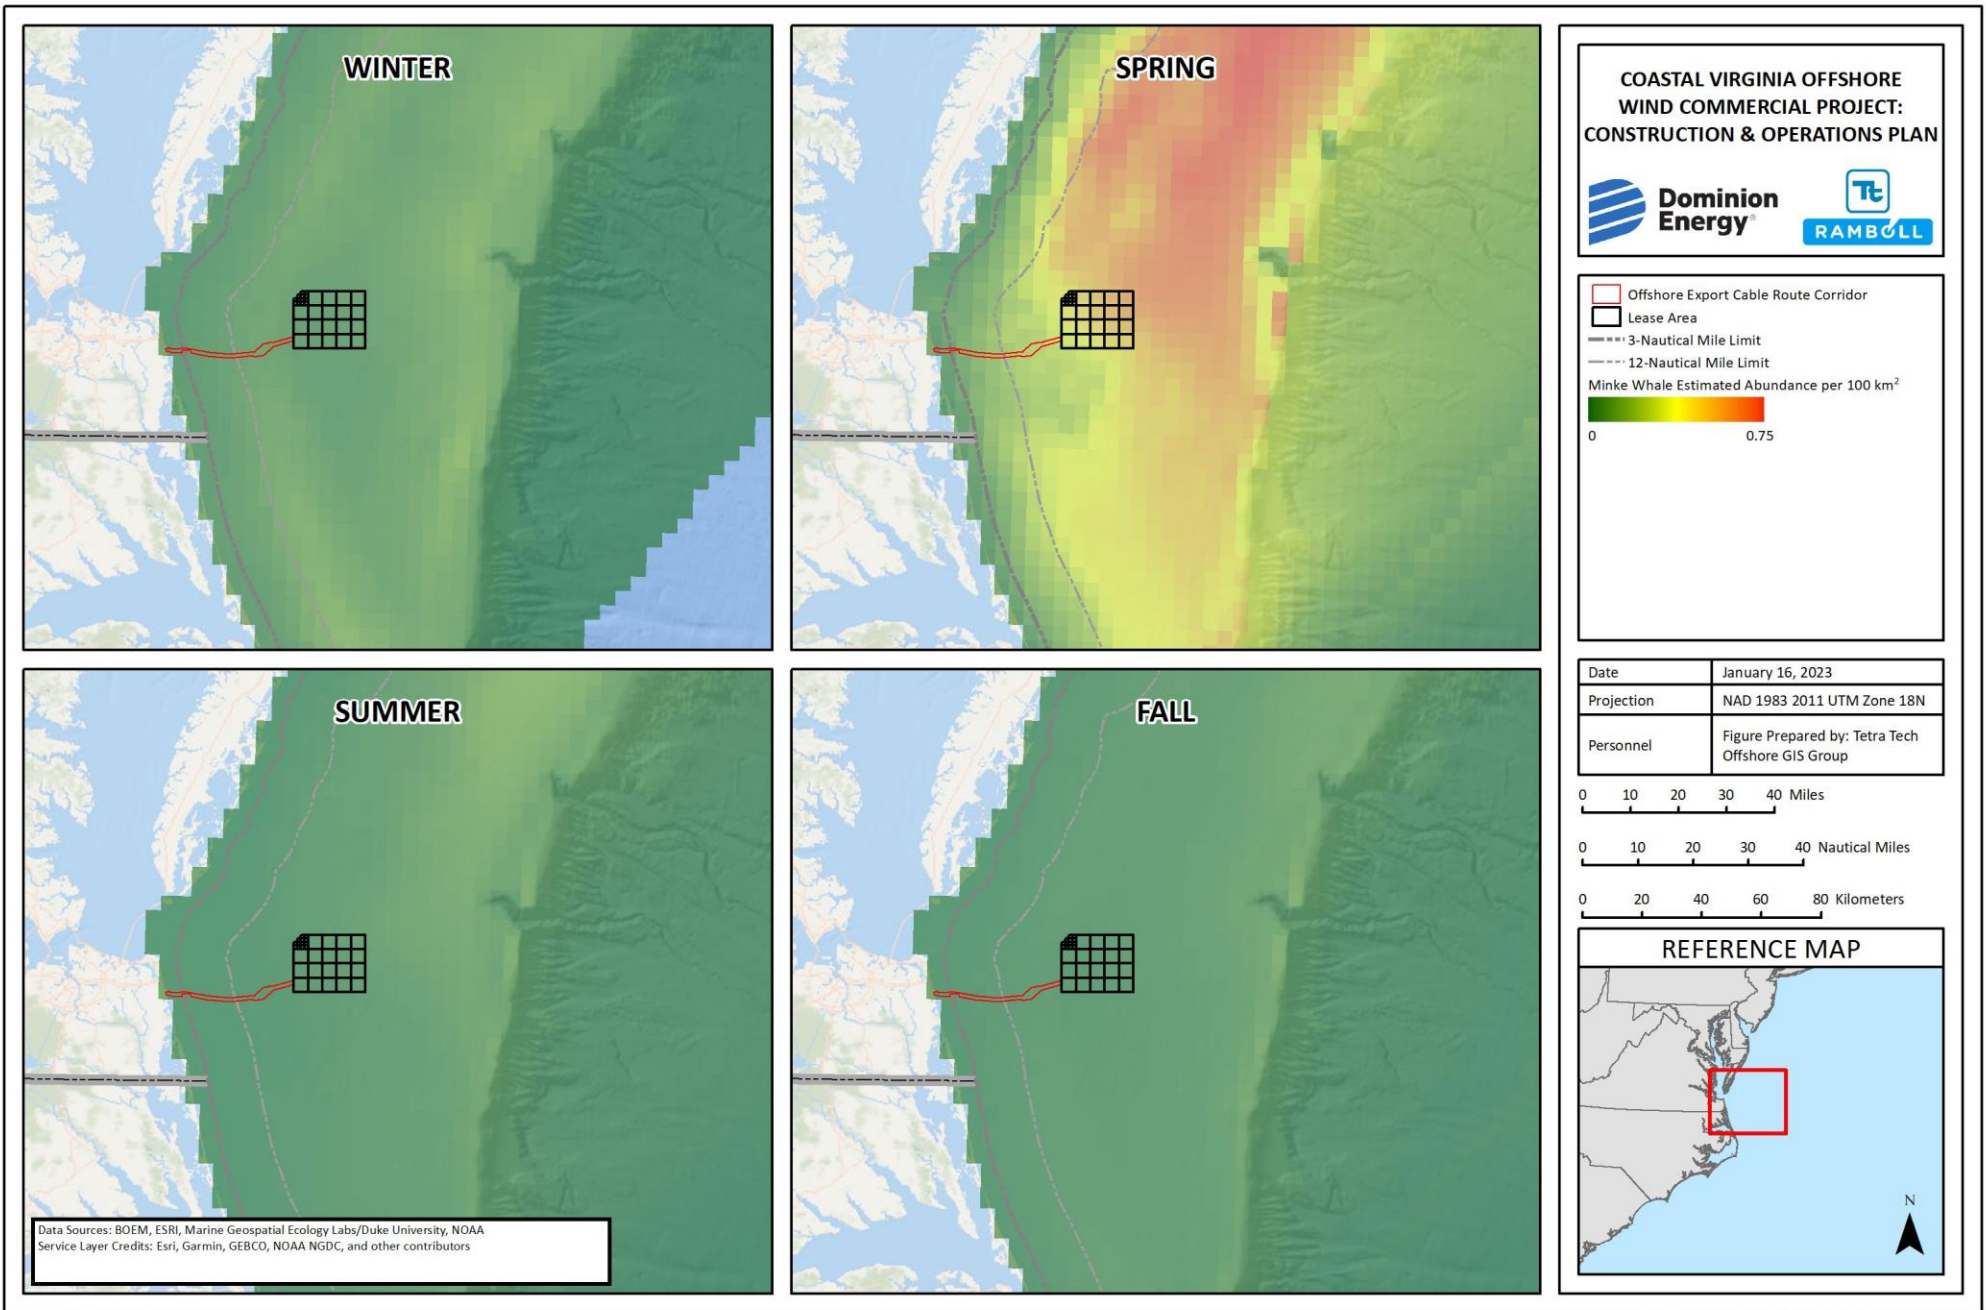 WINTER
SPRING
SUMMER
FALL
Data Sources: BOEM, ESRI, Marine Geospatial Ecology Labs/Duke University, NOAA
Service Layer Credits: Esri, Garmin, GEBCO, NOAA NGDC, and other contributors
COASTAL VIRGINIA OFFSHORE
WIND COMMERCIAL PROJECT:
CONSTRUCTION & OPERATIONS PLAN
Dominion
Energy®
Tt
RAMBOLL
Offshore Export Cable Route Corridor
Lease Area
3-Nautical Mile Limit
12-Nautical Mile Limit
Minke Whale Estimated Abundance per 100 km²
0 0.75
Date January 16, 2023
Projection NAD 1983 2011 UTM Zone 18N
Personnel Figure Prepared by: Tetra Tech
Offshore GIS Group
0 10 20 30 40 Miles
0 10 20 30 40 Nautical Miles
0 20 40 60 80 Kilometers
REFERENCE MAP
N